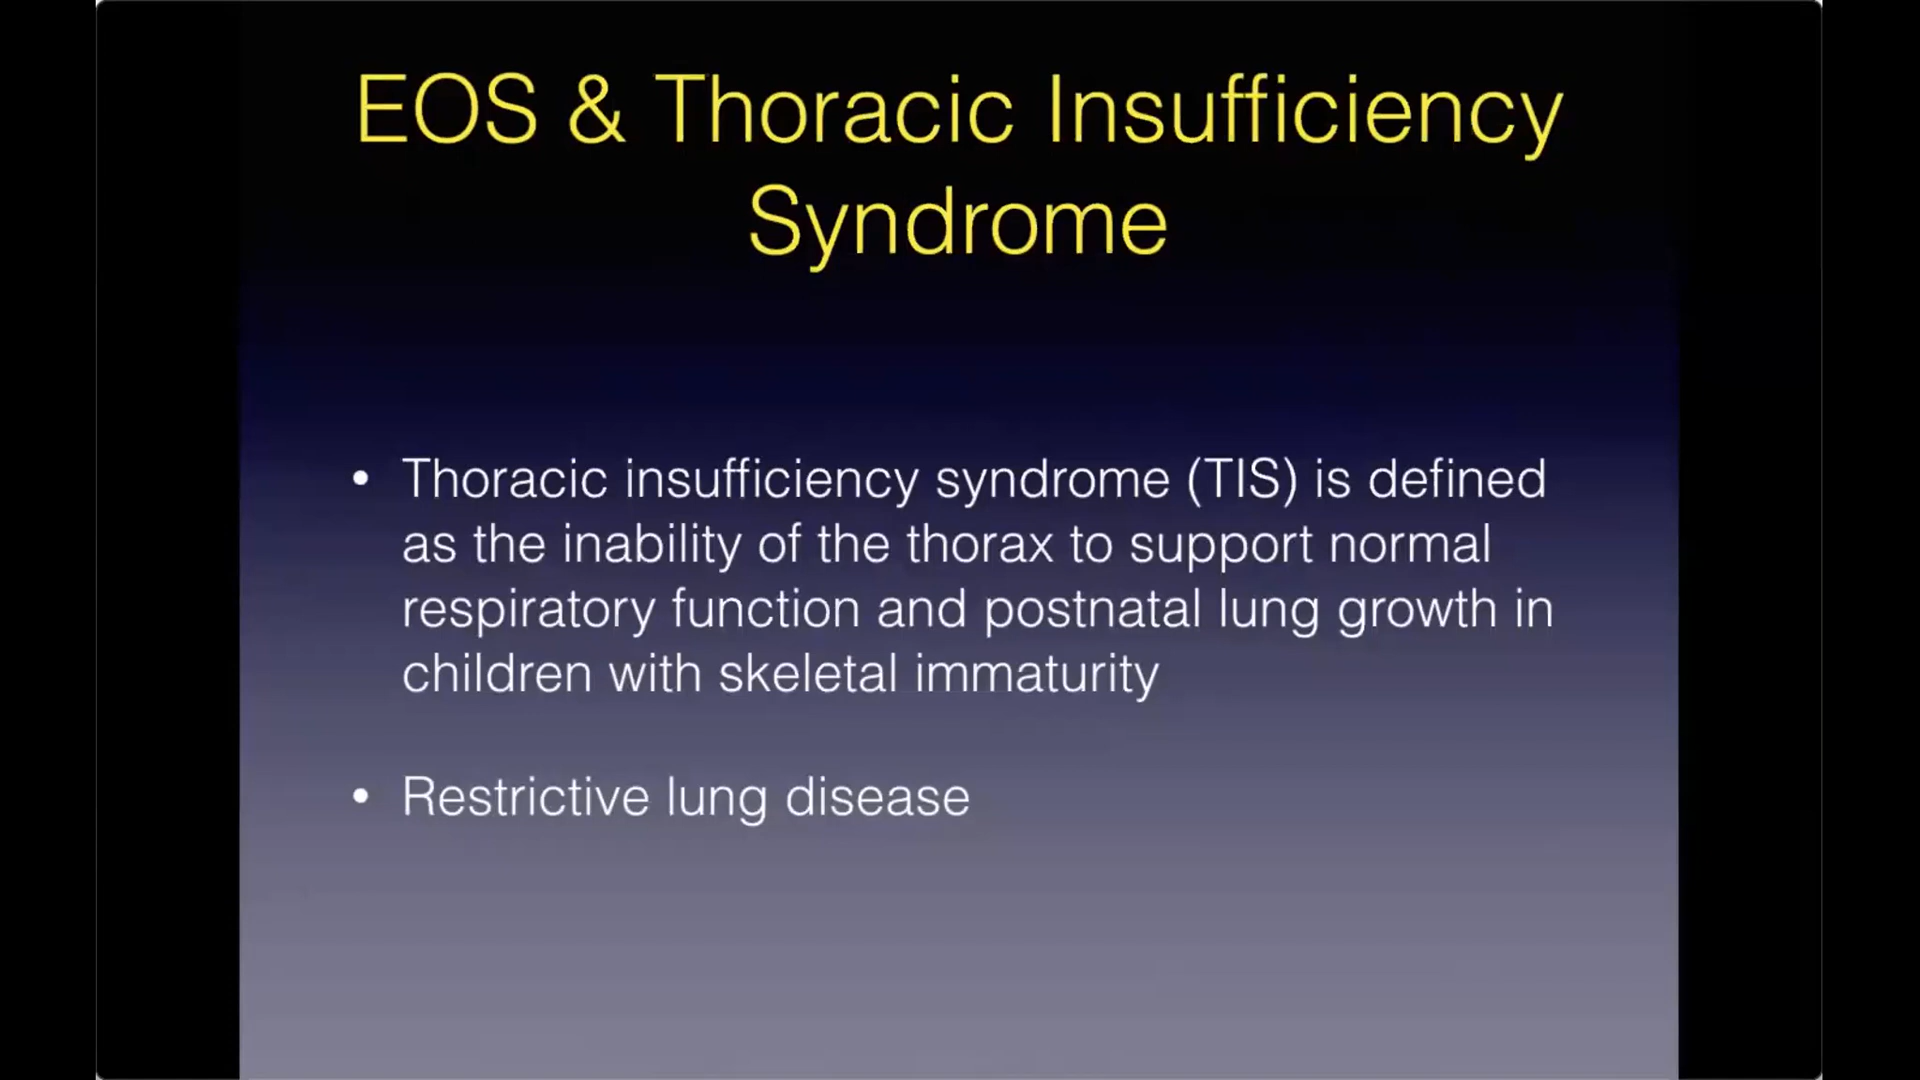 EOS & Thoracic Insufficiency
Syndrome
• Thoracic insufficiency syndrome (TIS) is defined
as the inability of the thorax to support normal
respiratory function and postnatal lung growth in
children with skeletal immaturity
• Restrictive lung disease